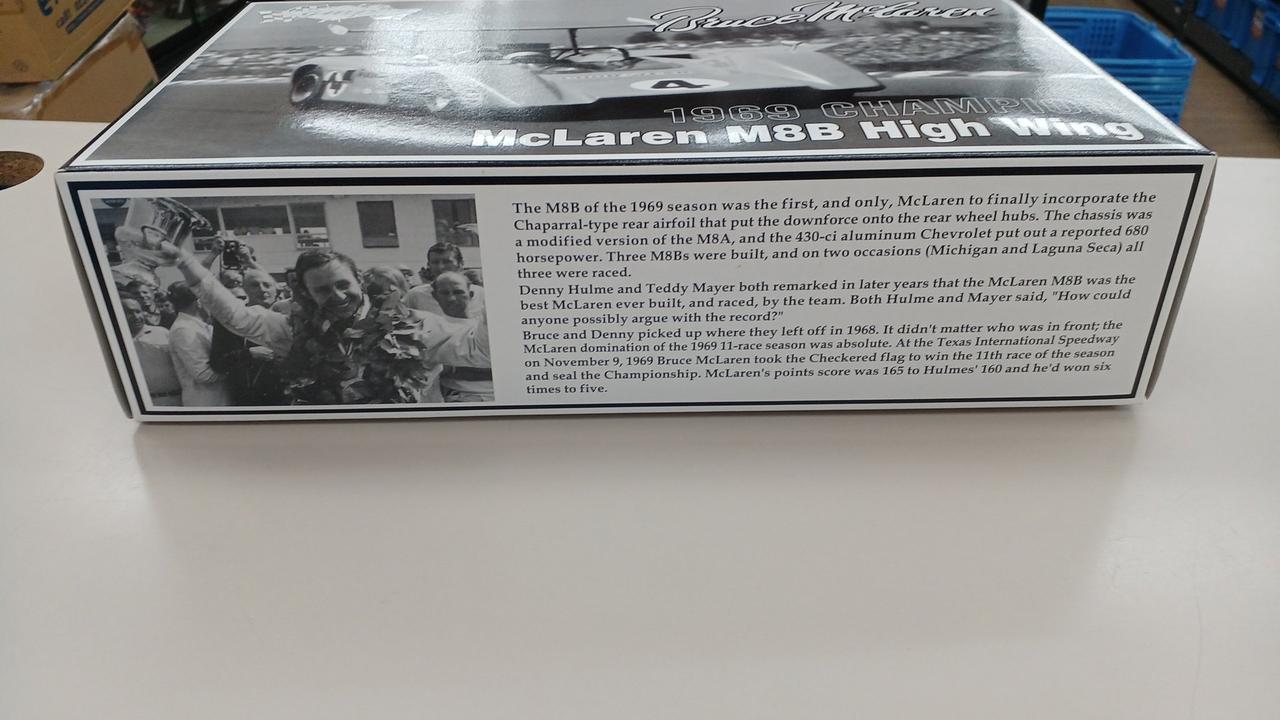 Bruce McLaren
4
1969 CHAMPION
McLaren M8B High Wing
The M8B of the 1969 season was the first, and only, McLaren to finally incorporate the
Chaparral-type rear airfoil that put the downforce onto the rear wheel hubs. The chassis was
a modified version of the M8A, and the 430-ci aluminum Chevrolet put out a reported 680
horsepower. Three M8Bs were built, and on two occasions (Michigan and Laguna Seca) all
three were raced.
Denny Hulme and Teddy Mayer both remarked in later years that the McLaren M8B was the
best McLaren ever built, and raced, by the team. Both Hulme and Mayer said, "How could
anyone possibly argue with the record?"
Bruce and Denny picked up where they left off in 1968. It didn't matter who was in front; the
McLaren domination of the 1969 11-race season was absolute. At the Texas International Speedway
on November 9, 1969 Bruce McLaren took the Checkered flag to win the 11th race of the season
and seal the Championship. McLaren's points score was 165 to Hulmes' 160 and he'd won six
times to five.